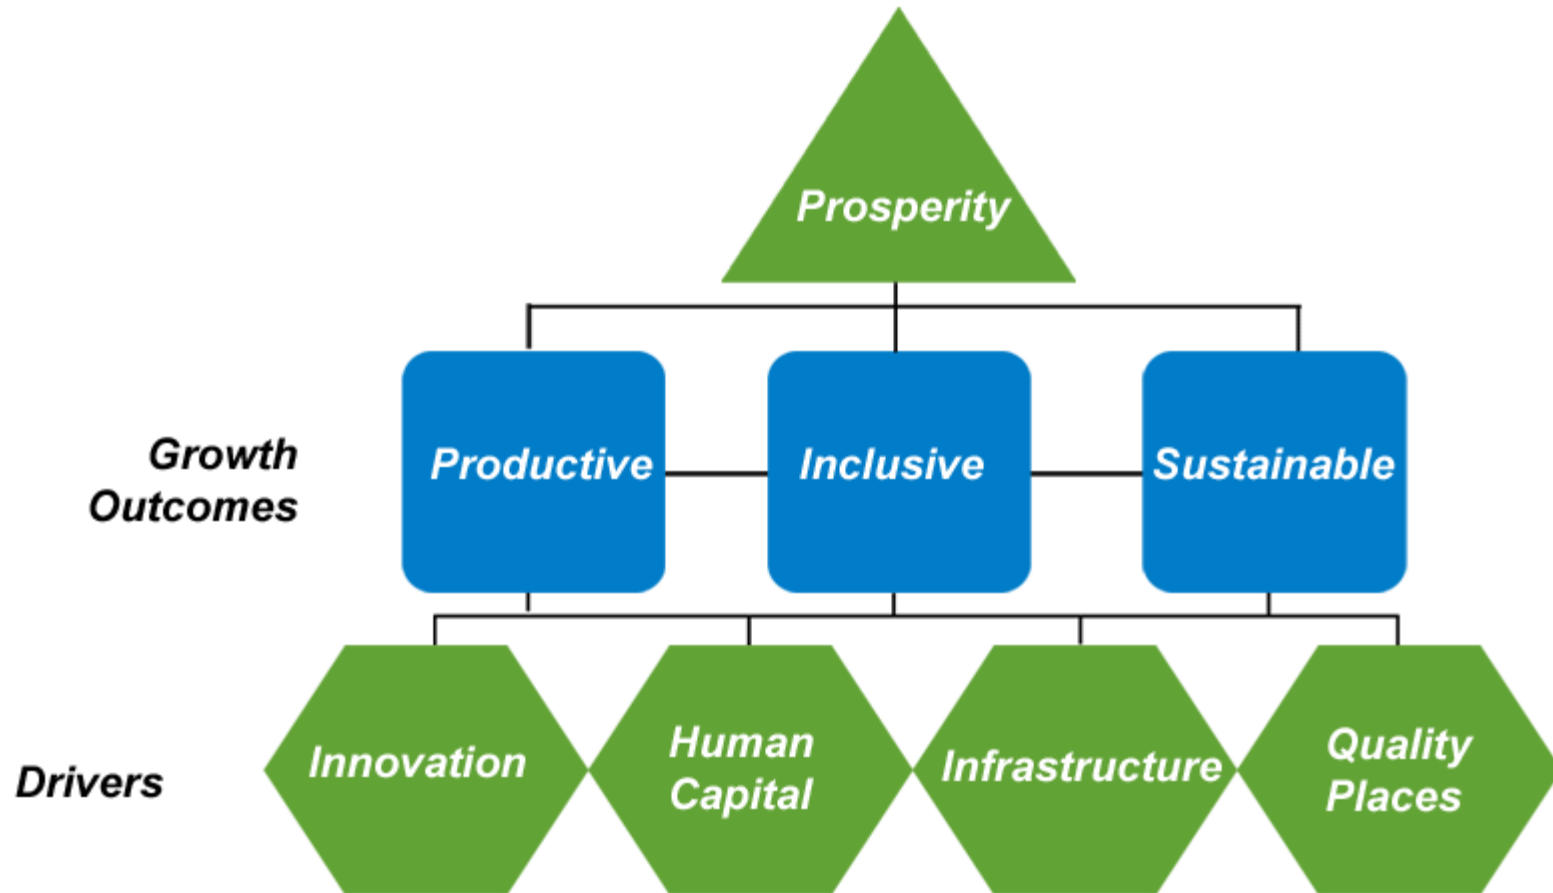 Prosperity
Growth
Outcomes
Productive
Inclusive
Sustainable
Drivers
Innovation
Human
Capital
Infrastructure
Quality
Places